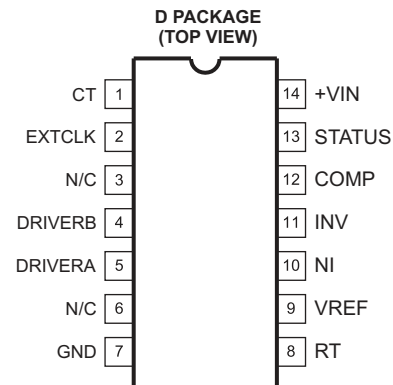 D PACKAGE
(TOP VIEW)
CT 1 14 +VIN
EXTCLK 2 13 STATUS
N/C 3 12 COMP
DRIVERB 4 11 INV
DRIVERA 5 10 NI
N/C 6 9 VREF
GND 7 8 RT